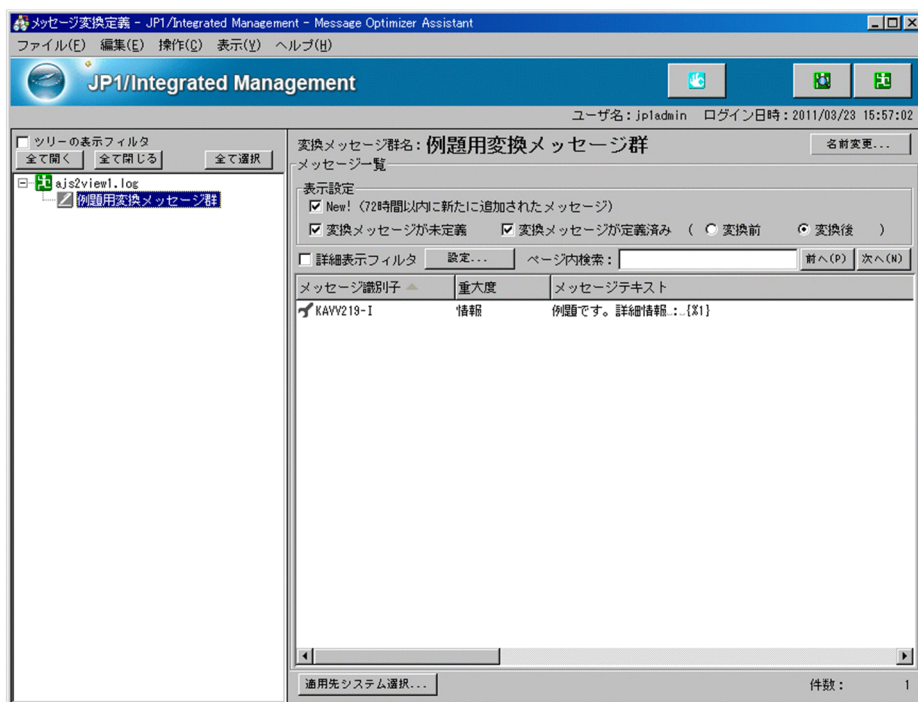 メッセージ変換定義 - JP1/Integrated Management - Message Optimizer Assistant
ファイル(F) 編集(E) 操作(C) 表示(V) ヘルプ(H)
JP1/Integrated Management
ユーザ名:jp1admin ログイン日時:2011/03/23 15:57:02
ツリーの表示フィルタ
全て開く 全て閉じる 全て選択
ajs2view1.log
例題用変換メッセージ群
変換メッセージ群名:例題用変換メッセージ群 名前変更...
メッセージ一覧
表示設定
New!(72時間以内に新たに追加されたメッセージ)
変換メッセージが未定義 変換メッセージが定義済み ( 変換前 変換後 )
詳細表示フィルタ 設定... ページ内検索: 前へ(P) 次へ(N)
メッセージ識別子 重大度 メッセージテキスト
KAVV219-I 情報 例題です。詳細情報 : {%1}
適用先システム選択... 件数: 1